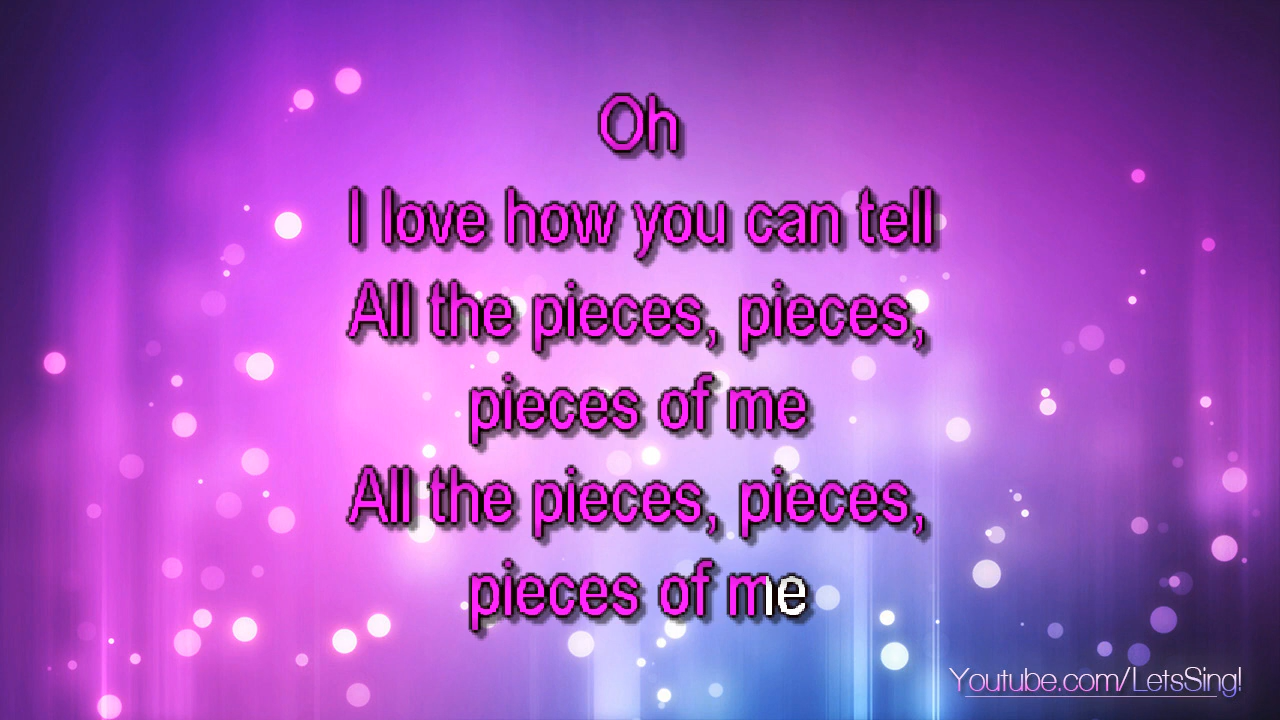 Oh
I love how you can tell
All the pieces, pieces,
pieces of me
All the pieces, pieces,
pieces of me
Youtube.com/LetsSing!